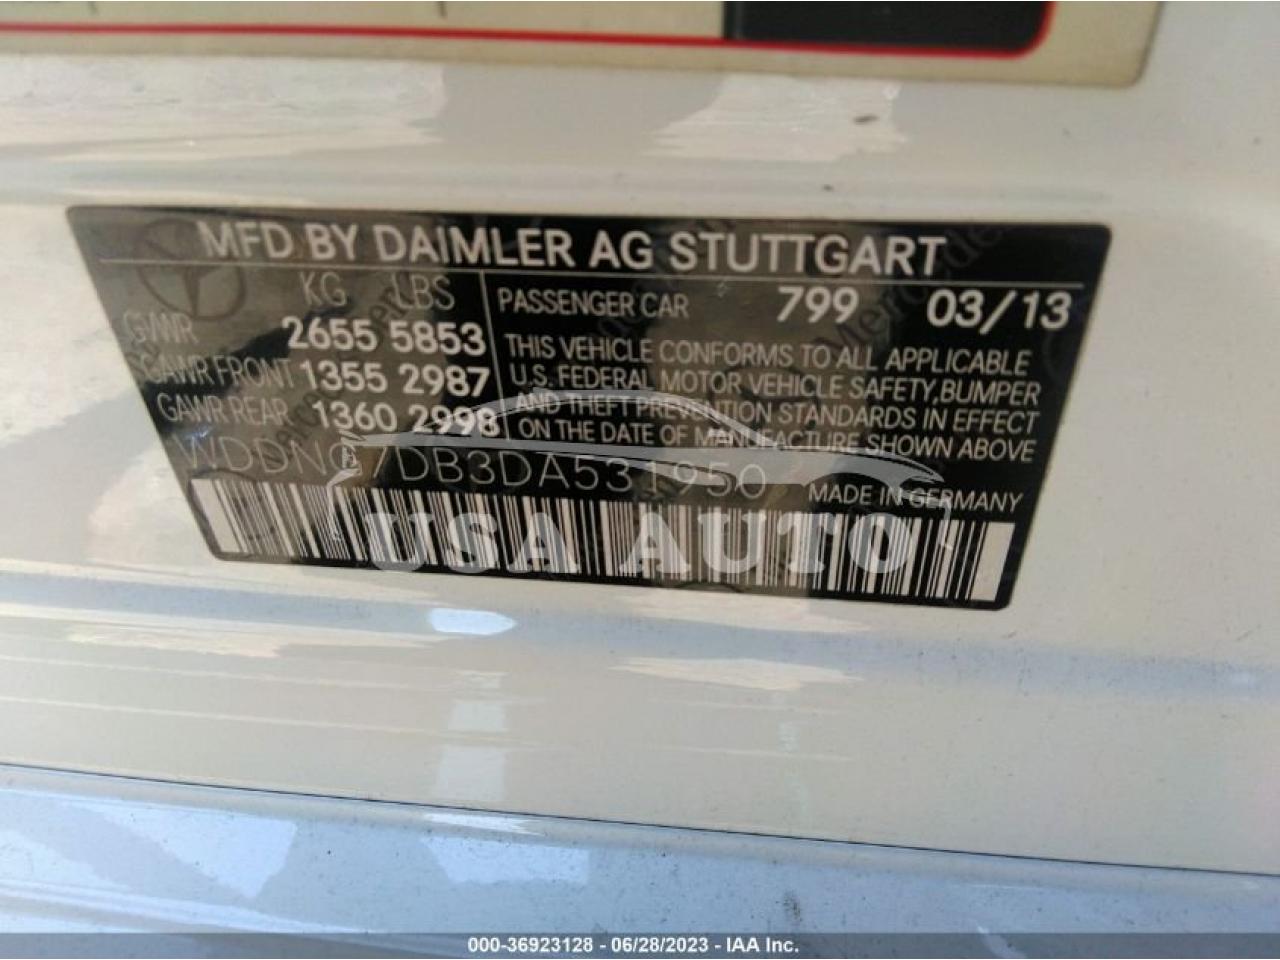 MFD BY DAIMLER AG STUTTGART
KG LBS
GVWR 2655 5853
GAWR FRONT 1355 2987
GAWR REAR 1360 2998
PASSENGER CAR 799 03/13
THIS VEHICLE CONFORMS TO ALL APPLICABLE
U.S. FEDERAL MOTOR VEHICLE SAFETY, BUMPER
AND THEFT PREVENTION STANDARDS IN EFFECT
ON THE DATE OF MANUFACTURE SHOWN ABOVE
MADE IN GERMANY
USA AUTO
000-36923128 - 06/28/2023 - IAA Inc.